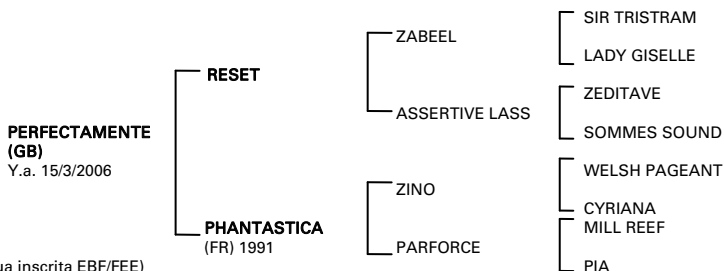 SIR TRISTRAM
ZABEEL
LADY GISELLE
RESET
ZEDITAVE
ASSERTIVE LASS
SOMMES SOUND
PERFECTAMENTE
(GB)
Y.a. 15/3/2006
WELSH PAGEANT
ZINO
CYRIANA
PHANTASTICA
(FR) 1991
MILL REEF
PARFORCE
PIA
ua inscrita EBF/FEE)